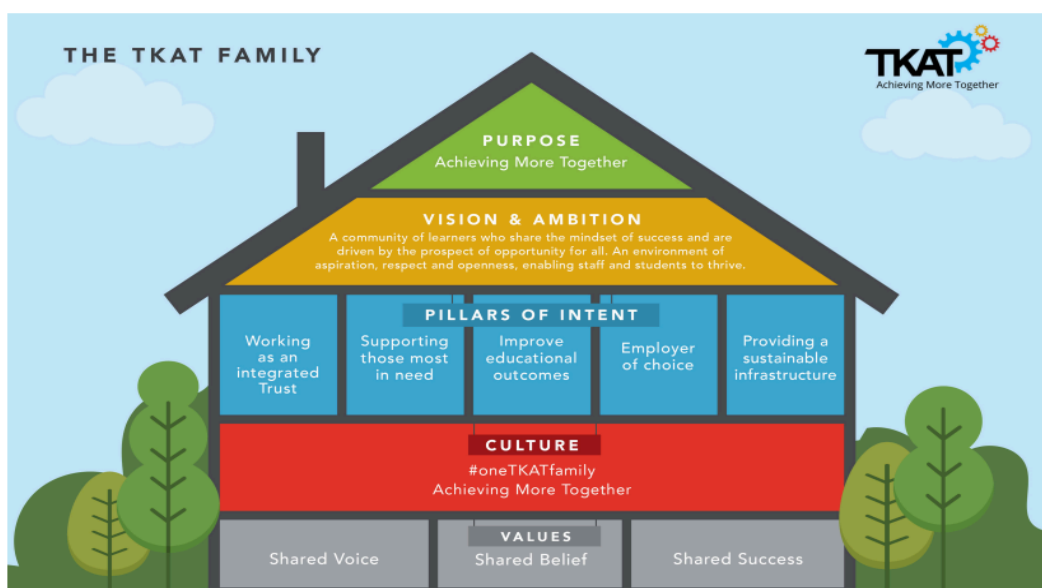 THE TKAT FAMILY
TKAT
Achieving More Together
PURPOSE
Achieving More Together
VISION & AMBITION
A community of learners who share the mindset of success and are
driven by the prospect of opportunity for all. An environment of
aspiration, respect and openness, enabling staff and students to thrive.
PILLARS OF INTENT
Working
as an
integrated
Trust
Supporting
those most
in need
Improve
educational
outcomes
Employer
of choice
Providing a
sustainable
infrastructure
CULTURE
#oneTKATfamily
Achieving More Together
VALUES
Shared Voice
Shared Belief
Shared Success